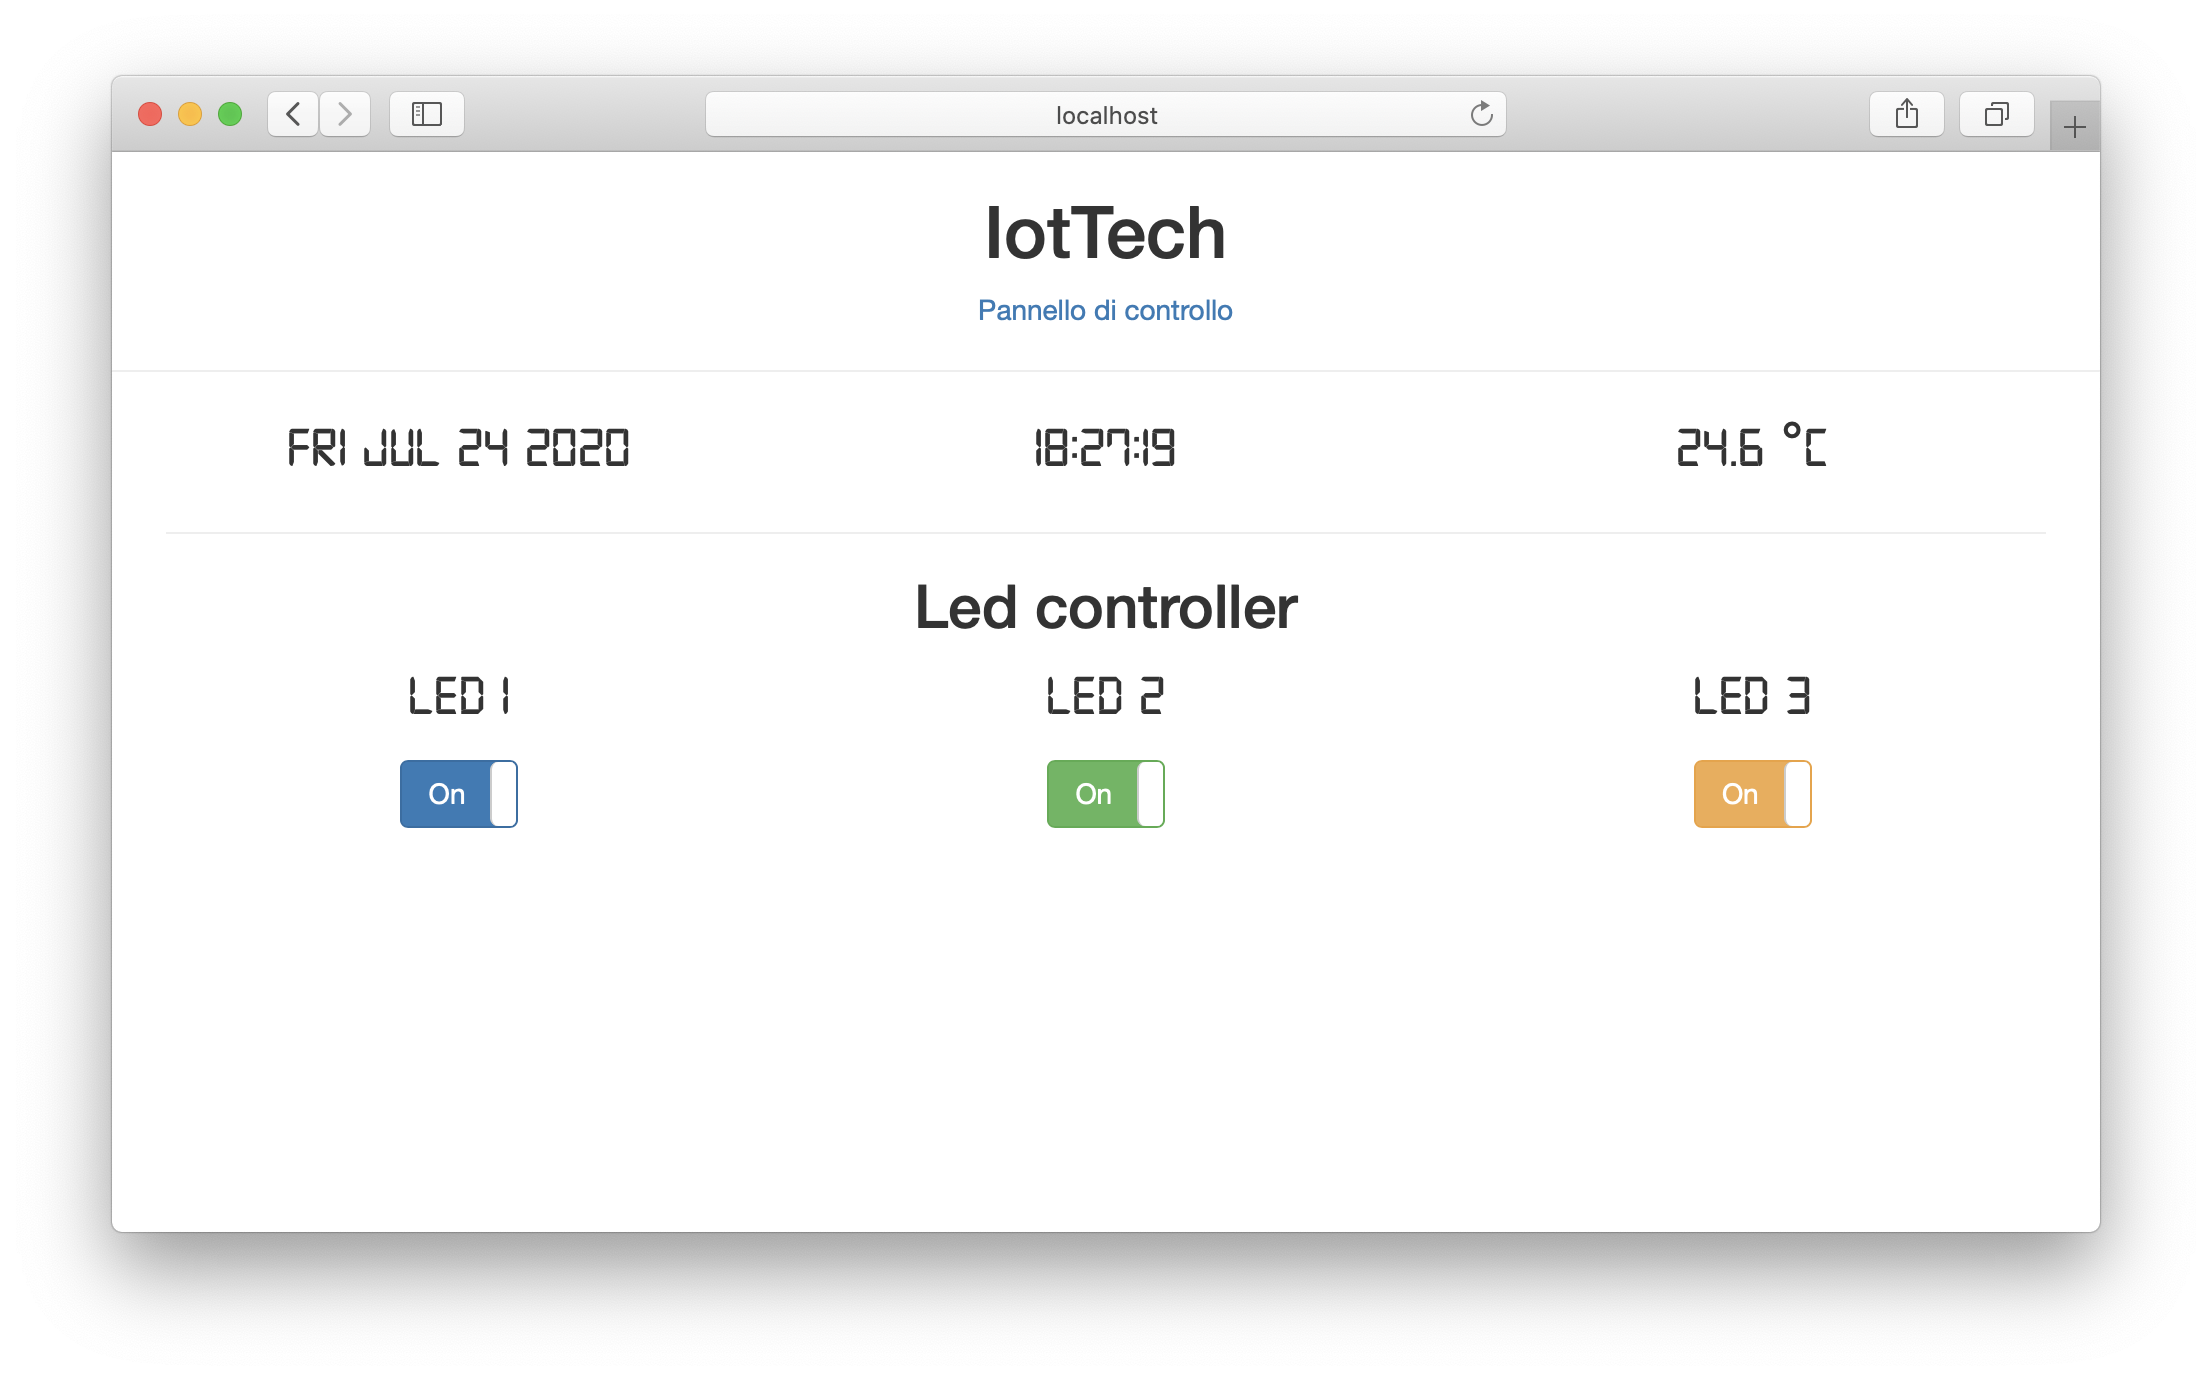 localhost
IotTech
Pannello di controllo
FRI JUL 24 2020 18:27:19 24.6 °C
Led controller
LED 1 LED 2 LED 3
On On On